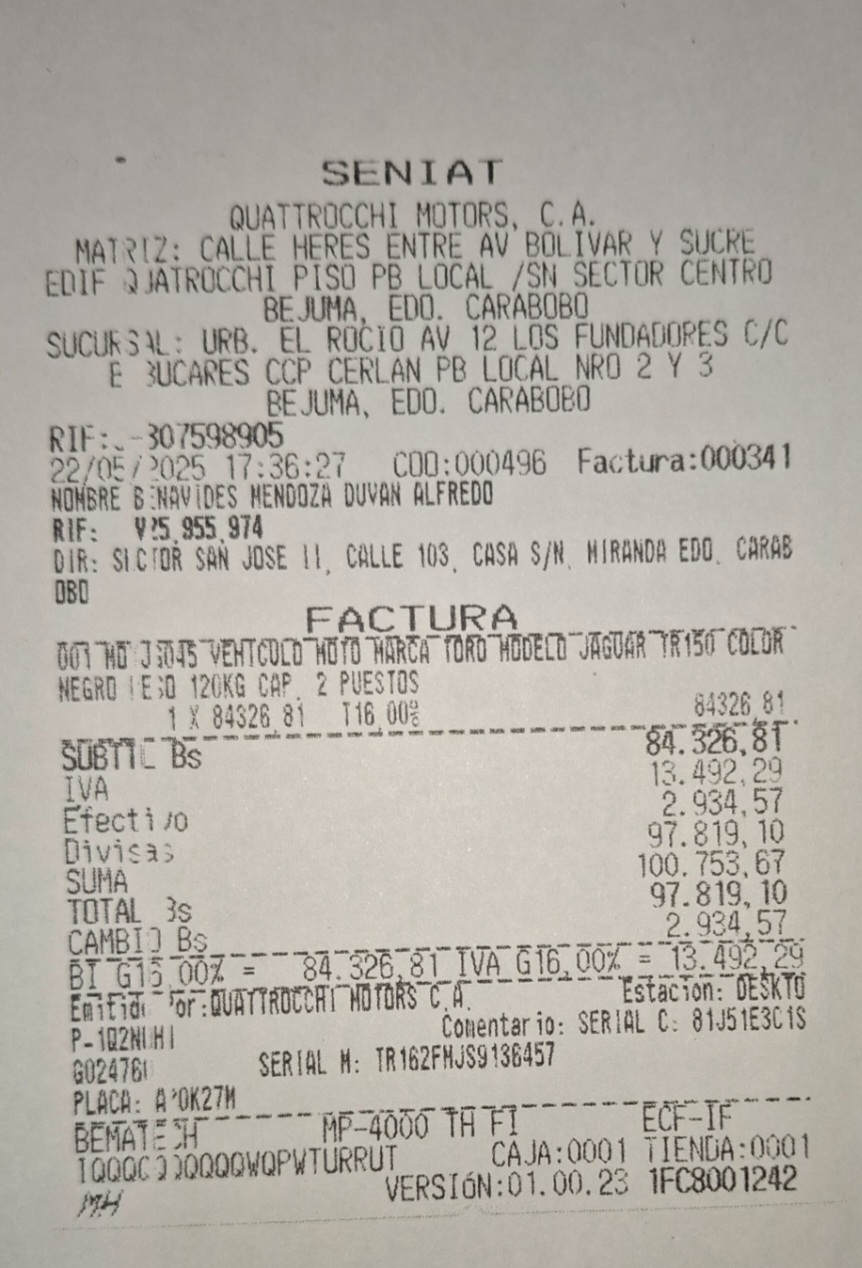 SENIAT
QUATTROCCHI MOTORS, C.A.
MATRIZ: CALLE HERES ENTRE AV BOLIVAR Y SUCRE
EDIF QUATROCCHI PISO PB LOCAL /SN SECTOR CENTRO
BEJUMA, EDO. CARABOBO
SUCURSAL: URB. EL ROCIO AV 12 LOS FUNDADORES C/C
BUCARES CCP CERLAN PB LOCAL NRO 2 Y 3
BEJUMA, EDO. CARABOBO
RIF: -307598905
22/05/2025 17:36:27 COO:000496 Factura:000341
NOMBRE BENAVIDES MENDOZA DUVAN ALFREDO
RIF: V25,955,974
DIR: SECTOR SAN JOSE II, CALLE 103, CASA S/N, MIRANDA EDO. CARAB
OBO
FACTURA
001 VEHICULO MOTO MARCA TORO MODELO JAGUAR TR150 COLOR
NEGRO PESO 120KG CAP. 2 PUESTOS
1 X 84326,81 T16,00% 84326,81
SUBTTL Bs 84.326,81
IVA 13.492,29
Efectivo 2.934,57
Divisas 97.819,10
SUMA 100.753,67
TOTAL Bs 97.819,10
CAMBIO Bs 2.934,57
BI G16,00% = 84.326,81 IVA G16,00% = 13.492,29
Emitido Por:QUATTROCCHI MOTORS C.A. Estacion: DESKTO
Comentario: SERIAL C: 81J51E3C1S
SERIAL M: TR162FMJS9136457
PLACA:
BEMATECH MP-4000 TH FI ECF-IF
CAJA:0001 TIENDA:0001
VERSIÓN:01.00.23 1FC8001242